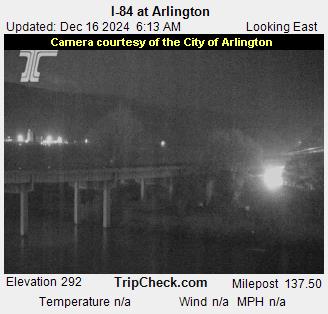 I-84 at Arlington
Updated: Dec 16 2024 6:13 AM Looking East
Camera courtesy of the City of Arlington
Elevation 292 TripCheck.com Milepost 137.50
Temperature n/a Wind n/a MPH n/a